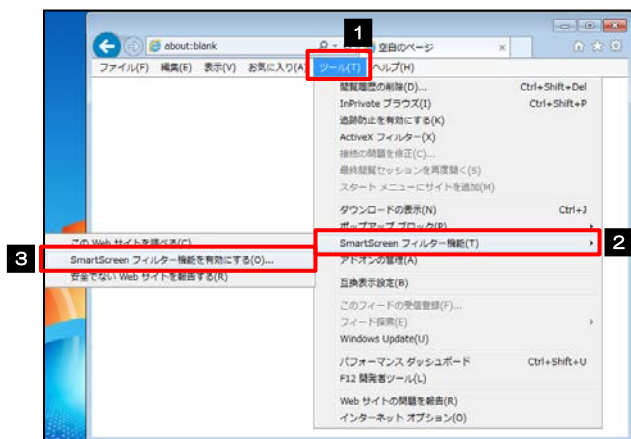 1
about:blank
空白のページ
ファイル(F) 編集(E) 表示(V) お気に入り(A) ツール(T) ヘルプ(H)
閲覧履歴の削除(D)... Ctrl+Shift+Del
InPrivate ブラウズ(I) Ctrl+Shift+P
追跡防止を有効にする(K)
ActiveX フィルター(X)
接続の問題を修正(C)...
最終閲覧セッションを再度開く(S)
スタート メニューにサイトを追加(M)
ダウンロードの表示(N) Ctrl+J
ポップアップ ブロック(P)
SmartScreen フィルター機能(T)
2
アドオンの管理(A)
互換表示設定(B)
このフィードの受信登録(F)...
フィード探索(E)
Windows Update(U)
パフォーマンス ダッシュボード Ctrl+Shift+U
F12 開発者ツール(L)
Web サイトの問題を報告(R)
インターネット オプション(O)
この Web サイトを調べる(C)
3
SmartScreen フィルター機能を有効にする(O)...
安全でない Web サイトを報告する(R)